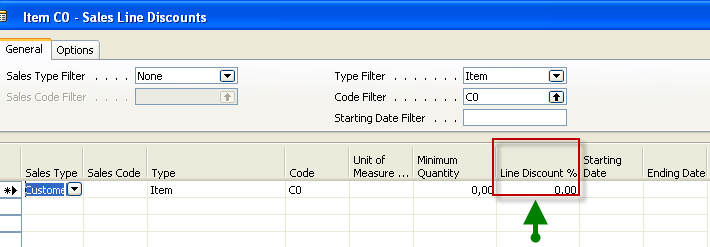 Item C0 - Sales Line Discounts
General Options
Sales Type Filter . . . . None
Type Filter . . . . . . . Item
Sales Code Filter . . . .
Code Filter . . . . . . . C0
Starting Date Filter . . .
Sales Type Sales Code Type Code Unit of Measure ... Minimum Quantity Line Discount % Starting Date Ending Date
Custome Item C0 0,00 0,00